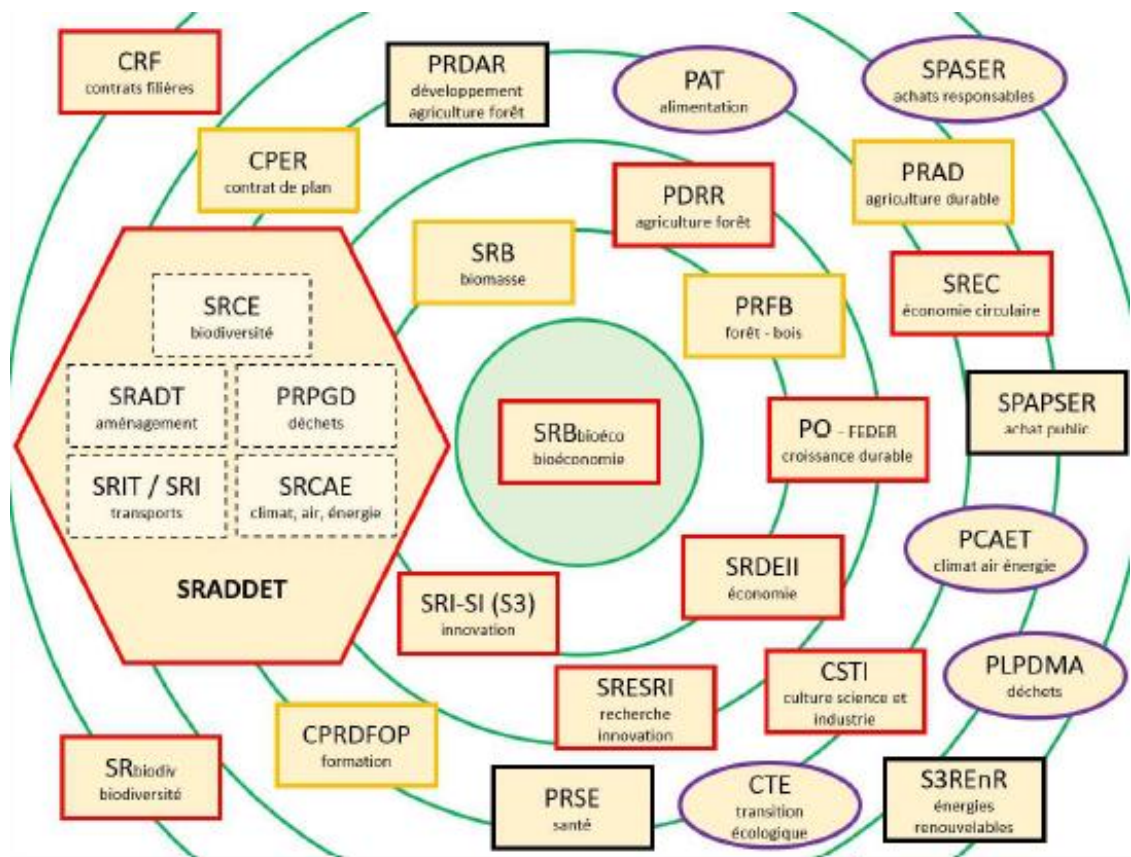 CRF
contrats filières
PRDAR
développement
agriculture forêt
PAT
alimentation
SPASER
achats responsables
CPER
contrat de plan
PDRR
agriculture forêt
PRAD
agriculture durable
SRB
biomasse
SRCE
biodiversité
PRFB
forêt - bois
SREC
économie circulaire
SRADT
aménagement
PRPGD
déchets
SRBbioéco
bioéconomie
PO - FEDER
croissance durable
SPAPSER
achat public
SRIT / SRI
transports
SRCAE
climat, air, énergie
SRADDET
PCAET
climat air énergie
SRI-SI (S3)
innovation
SRDEII
économie
SRESRI
recherche
innovation
CSTI
culture science et
industrie
PLPDMA
déchets
SRbiodiv
biodiversité
CPRDFOP
formation
PRSE
santé
CTE
transition
écologique
S3REnR
énergies
renouvelables